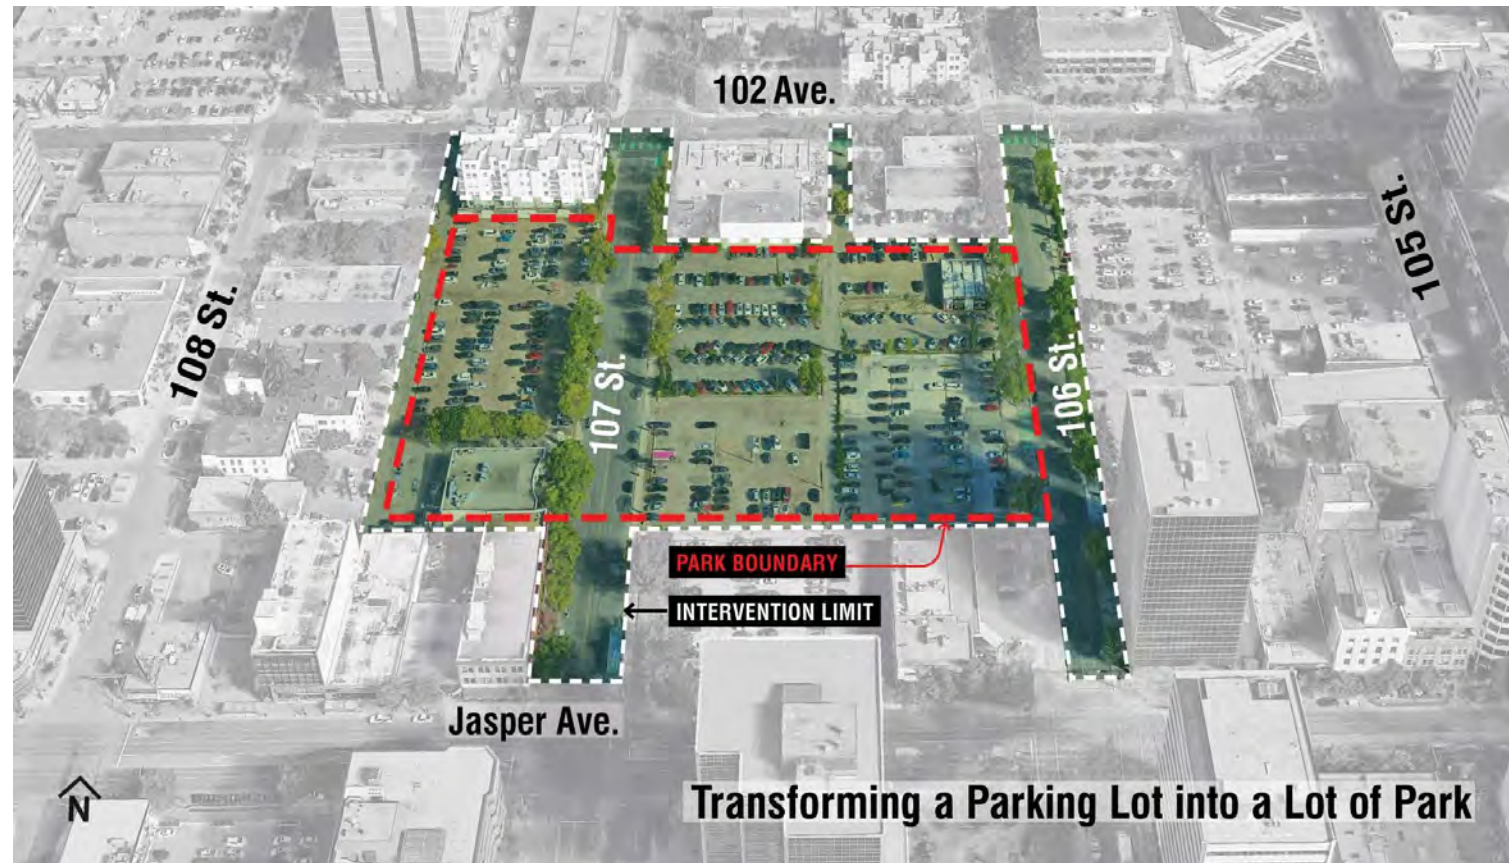 102 Ave.
105 St.
108 St.
107 St.
106 St.
PARK BOUNDARY
INTERVENTION LIMIT
Jasper Ave.
N
Transforming a Parking Lot into a Lot of Park